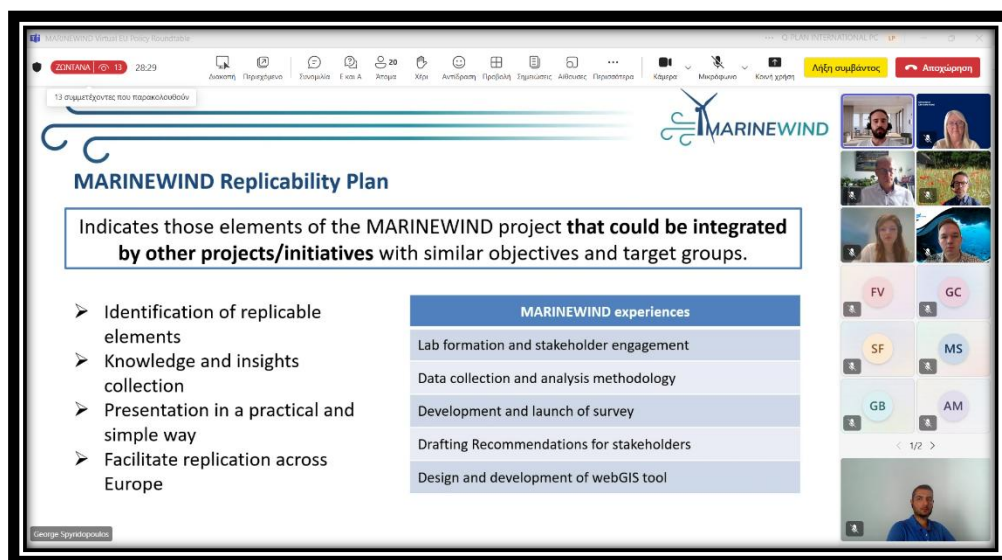 MARINEWIND Virtual EU Policy Roundtable
Q-PLAN INTERNATIONAL PC
LP
ΖΩΝΤΑΝΑ 13
28:29
Διακοπή Περιεχόμενο Συνομιλία Ε και Α Άτομα 20 Χέρι Αντίδραση Προβολή Σημειώσεις Αίθουσες Περισσότερα Κάμερα Μικρόφωνο Κοινή χρήση
Λήξη συμβάντος
Αποχώρηση
13 συμμετέχοντες που παρακολουθούν
MARINEWIND
MARINEWIND Replicability Plan
Indicates those elements of the MARINEWIND project that could be integrated
by other projects/initiatives with similar objectives and target groups.
➢ Identification of replicable
elements
➢ Knowledge and insights
collection
➢ Presentation in a practical and
simple way
➢ Facilitate replication across
Europe
MARINEWIND experiences
Lab formation and stakeholder engagement
Data collection and analysis methodology
Development and launch of survey
Drafting Recommendations for stakeholders
Design and development of webGIS tool
FV
GC
SF
MS
GB
AM
1/2
George Spyridopoulos